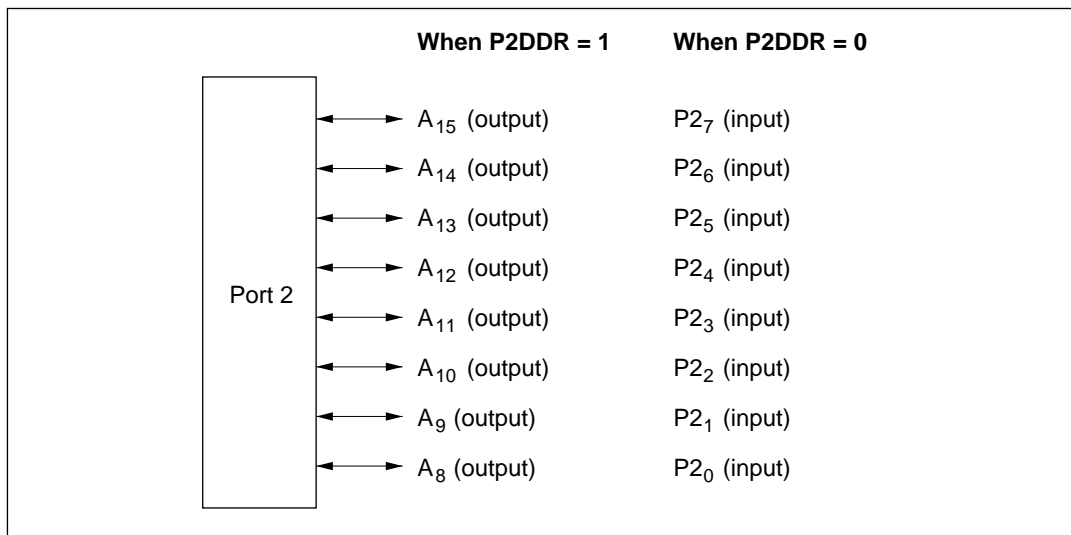 When P2DDR = 1 When P2DDR = 0
A15 (output) P27 (input)
A14 (output) P26 (input)
A13 (output) P25 (input)
A12 (output) P24 (input)
Port 2
A11 (output) P23 (input)
A10 (output) P22 (input)
A9 (output) P21 (input)
A8 (output) P20 (input)